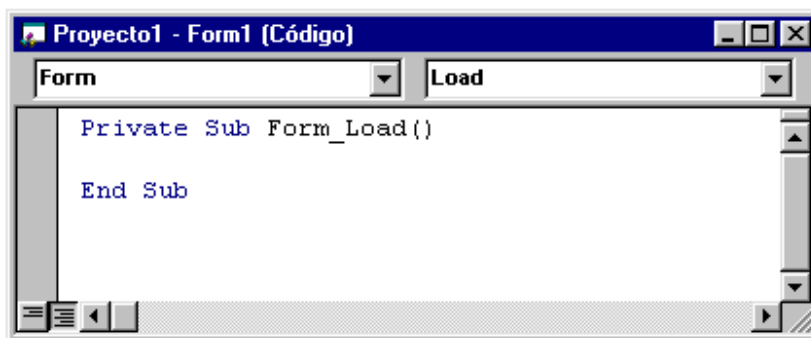 Proyecto1 - Form1 (Código)
Form Load
Private Sub Form_Load()
End Sub